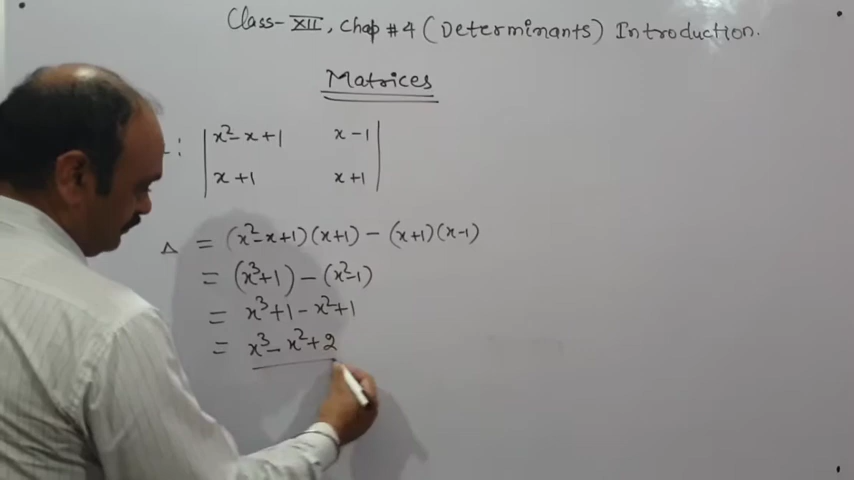 Class-XII, Chap #4 (Determinants) Introduction.
Matrices
: | x²-x+1 x-1 |
| x+1 x+1 |
Δ = (x²-x+1)(x+1) - (x+1)(x-1)
= (x³+1) - (x²-1)
= x³+1-x²+1
= x³-x²+2